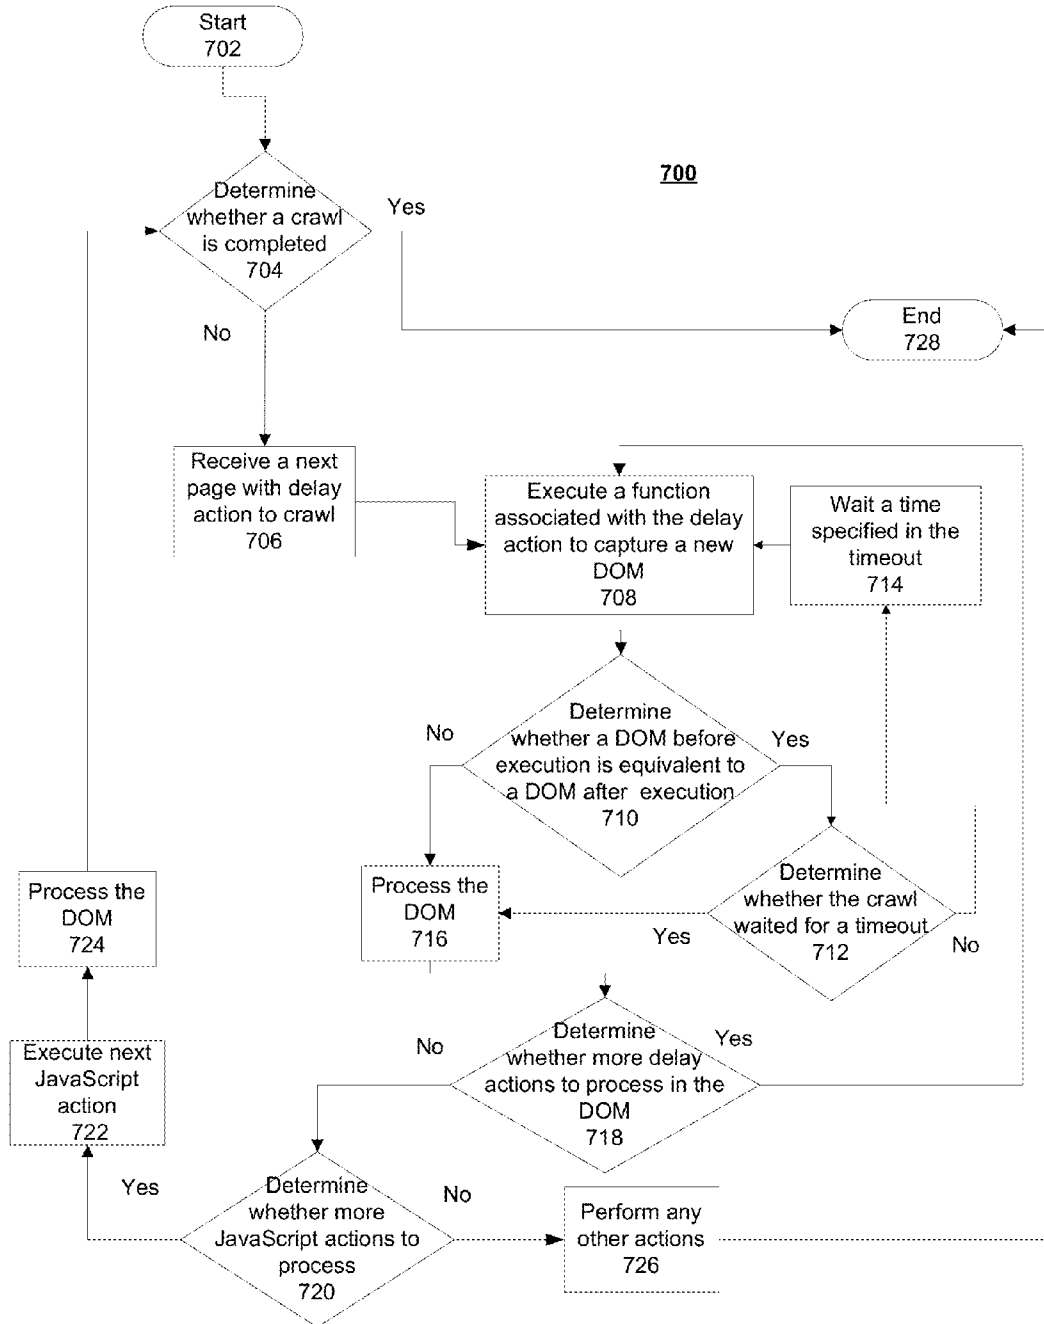 Start
702
700
Determine
whether a crawl
is completed
704
Yes
No
End
728
Receive a next
page with delay
action to crawl
706
Execute a function
associated with the delay
action to capture a new
DOM
708
Wait a time
specified in the
timeout
714
Determine
whether a DOM before
execution is equivalent to
a DOM after execution
710
No
Yes
Process the
DOM
716
Determine
whether the crawl
waited for a timeout
712
Yes
No
Process the
DOM
724
Determine
whether more delay
actions to process in the
DOM
718
No
Yes
Execute next
JavaScript
action
722
Yes
Determine
whether more
JavaScript actions to
process
720
No
Perform any
other actions
726